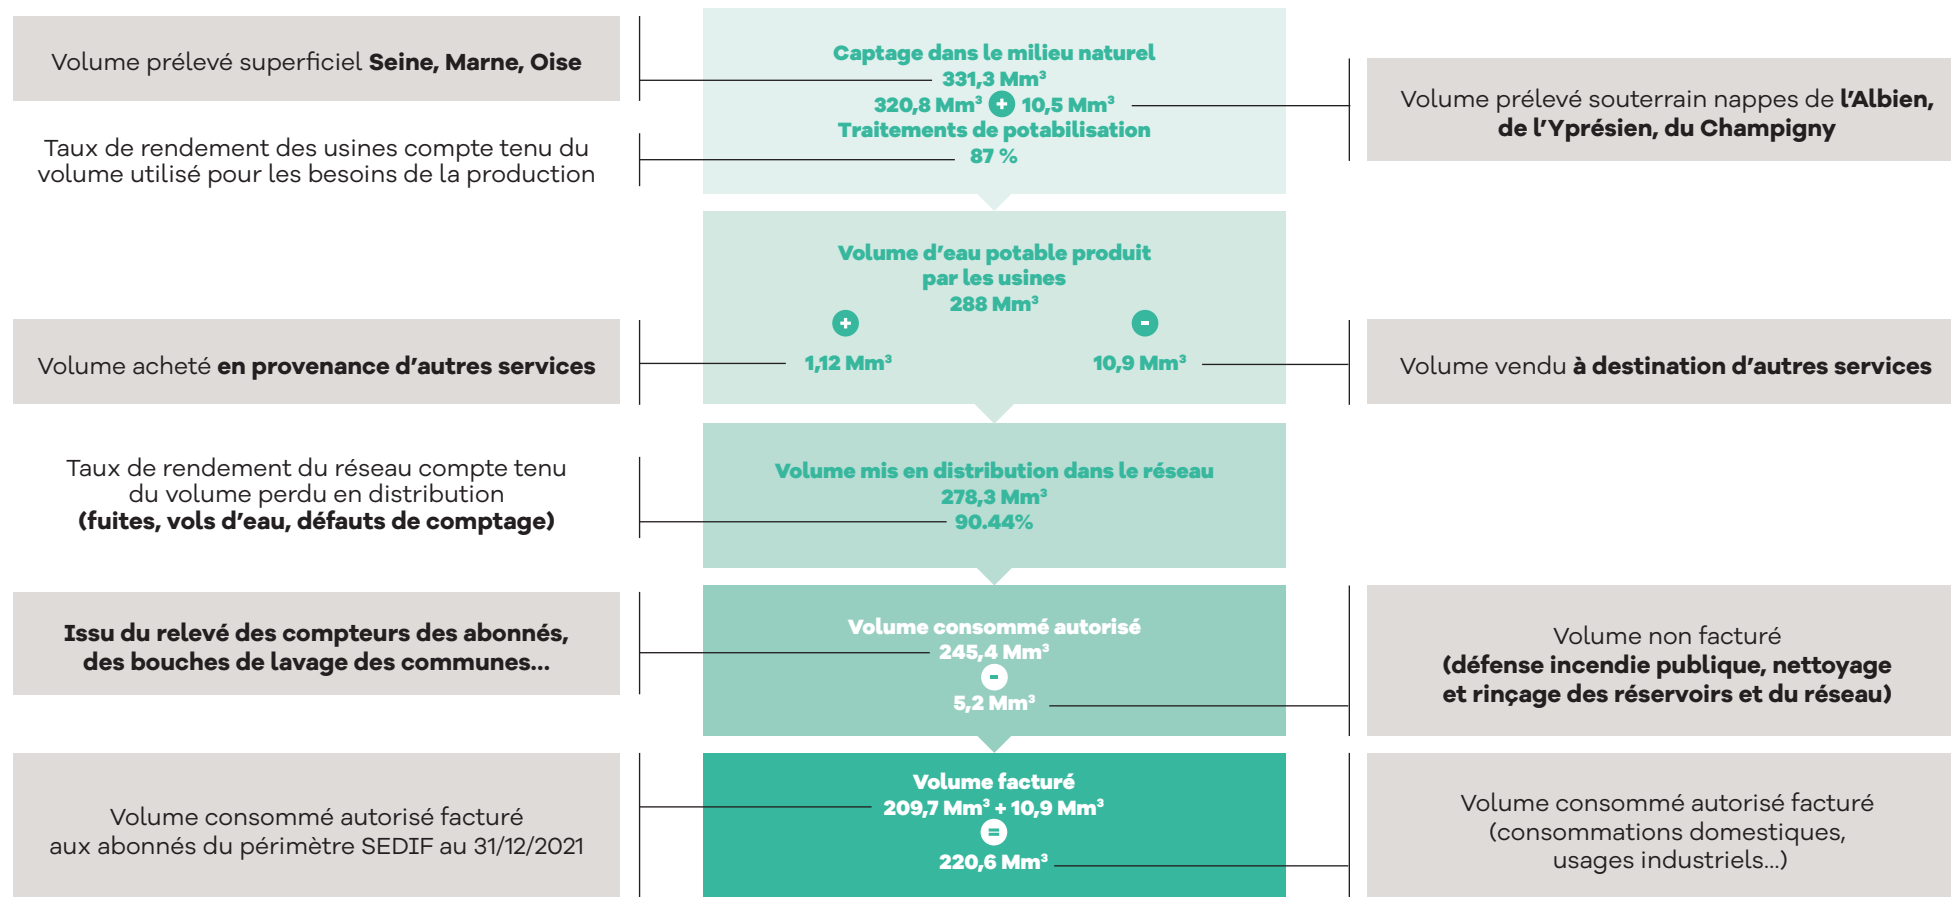 Volume prélevé superficiel Seine, Marne, Oise
Captage dans le milieu naturel
331,3 Mm³
320,8 Mm³ + 10,5 Mm³
Traitements de potabilisation
87 %
Volume prélevé souterrain nappes de l'Albien,
de l'Yprésien, du Champigny
Taux de rendement des usines compte tenu du
volume utilisé pour les besoins de la production
Volume d'eau potable produit
par les usines
288 Mm³
+
-
1,12 Mm³
10,9 Mm³
Volume acheté en provenance d'autres services
Volume vendu à destination d'autres services
Taux de rendement du réseau compte tenu
du volume perdu en distribution
(fuites, vols d'eau, défauts de comptage)
Volume mis en distribution dans le réseau
278,3 Mm³
90.44%
Issu du relevé des compteurs des abonnés,
des bouches de lavage des communes...
Volume consommé autorisé
245,4 Mm³
-
5,2 Mm³
Volume non facturé
(défense incendie publique, nettoyage
et rinçage des réservoirs et du réseau)
Volume consommé autorisé facturé
aux abonnés du périmètre SEDIF au 31/12/2021
Volume facturé
209,7 Mm³ + 10,9 Mm³
=
220,6 Mm³
Volume consommé autorisé facturé
(consommations domestiques,
usages industriels...)